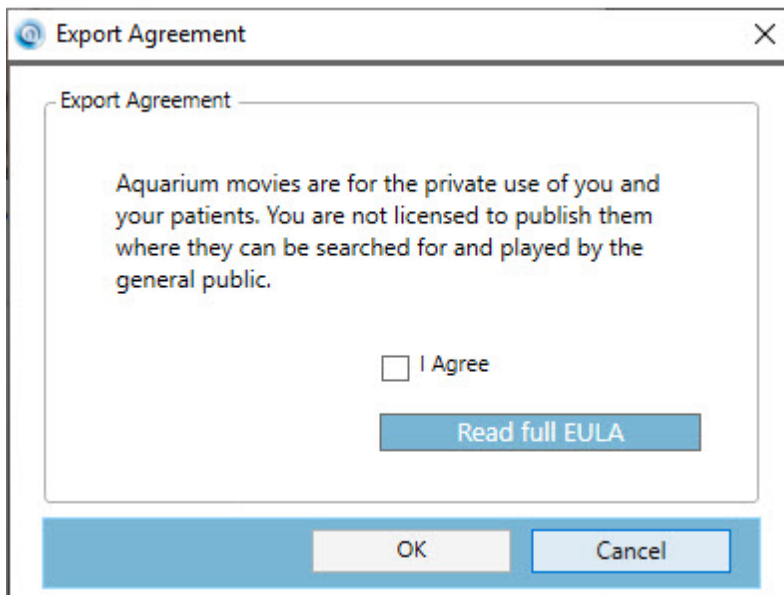 Export Agreement
Export Agreement
Aquarium movies are for the private use of you and
your patients. You are not licensed to publish them
where they can be searched for and played by the
general public.
I Agree
Read full EULA
OK
Cancel